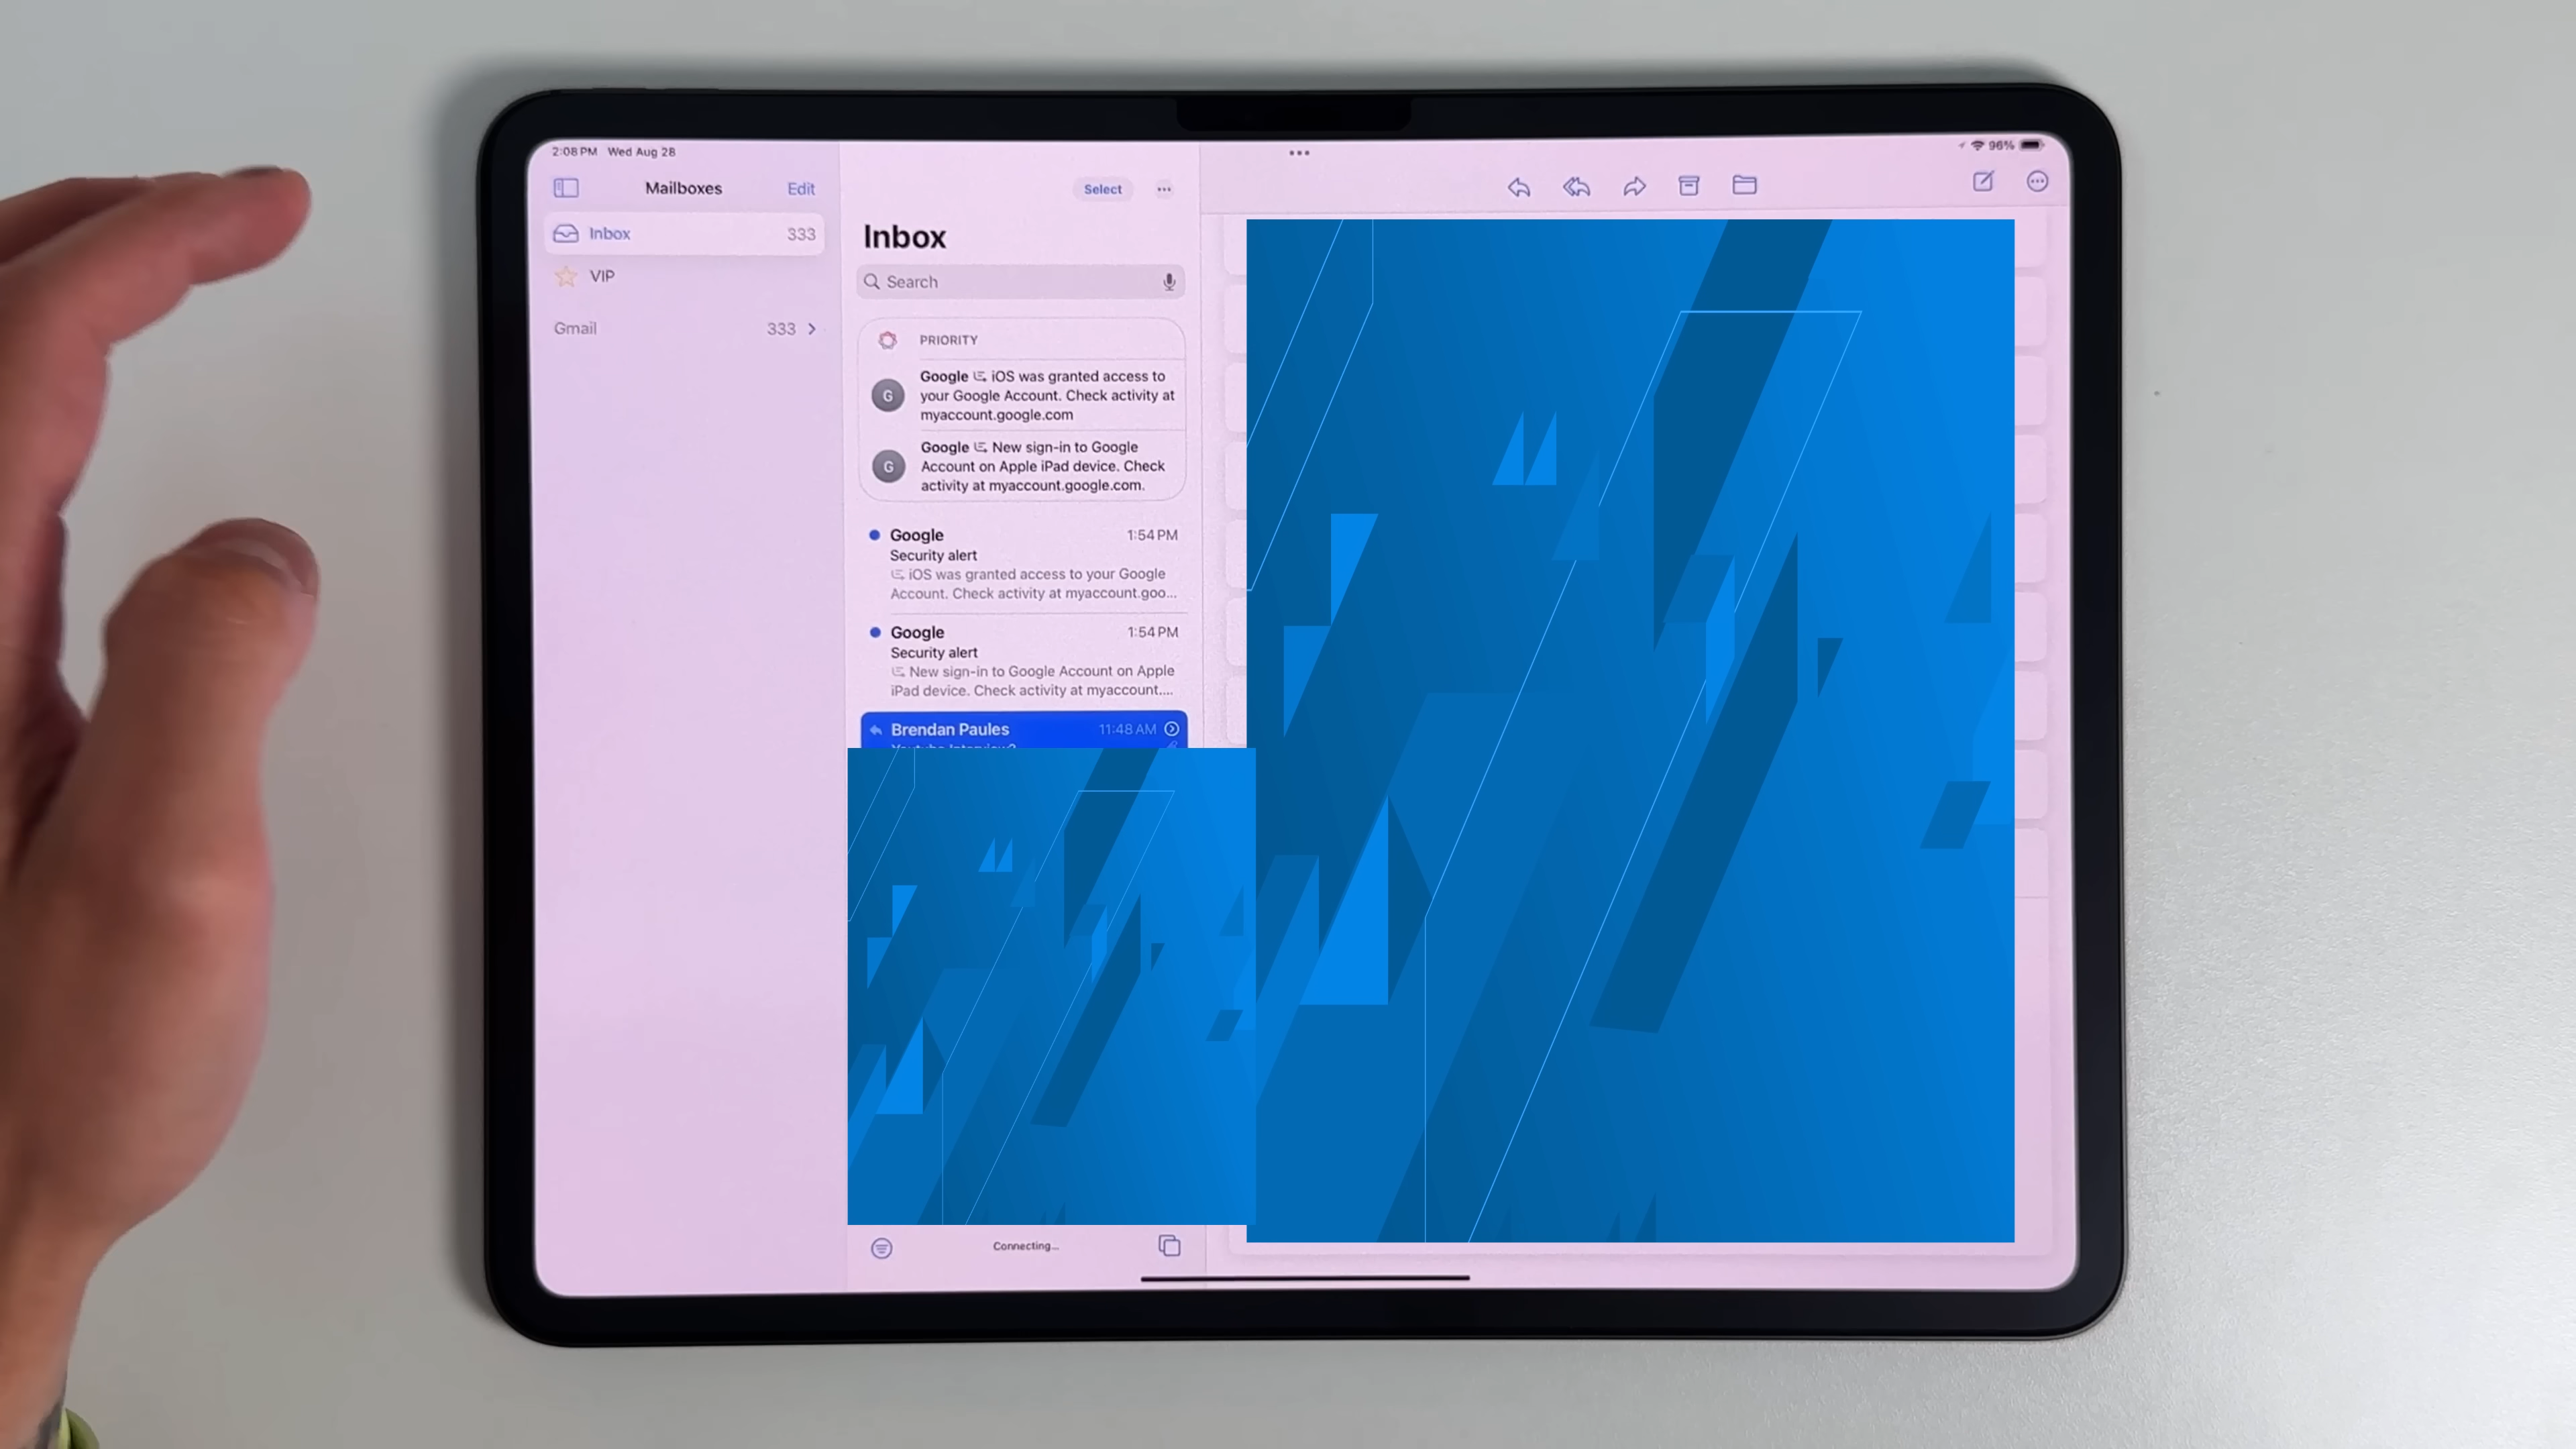 2:08 PM Wed Aug 28
96%
Mailboxes
Edit
Inbox
333
VIP
Gmail
333
Select
Inbox
Search
PRIORITY
Google iOS was granted access to
your Google Account. Check activity at
myaccount.google.com
G
Google New sign-in to Google
Account on Apple iPad device. Check
activity at myaccount.google.com.
G
Google 1:54 PM
Security alert
iOS was granted access to your Google
Account. Check activity at myaccount.goo...
Google 1:54 PM
Security alert
New sign-in to Google Account on Apple
iPad device. Check activity at myaccount....
Brendan Paules 11:48 AM
Connecting...